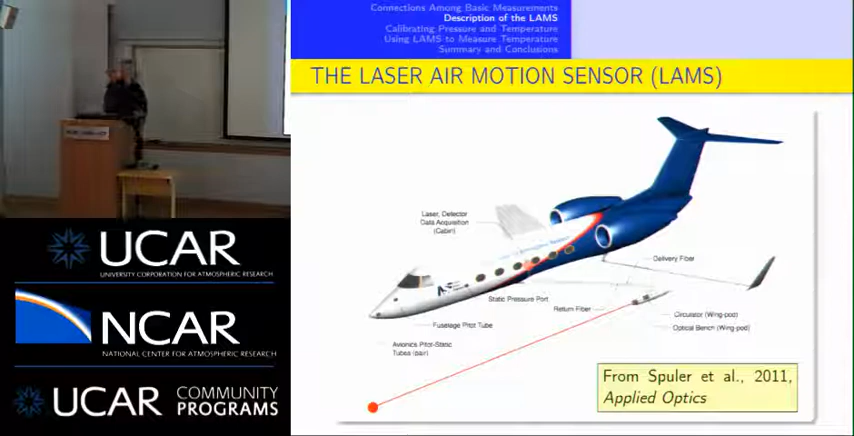 Connections Among Basic Measurements
Description of the LAMS
Calibrating Pressure and Temperature
Using LAMS to Measure Temperature
Summary and Conclusions
THE LASER AIR MOTION SENSOR (LAMS)
Laser, Detector
Data Acquisition
(Cabin)
Delivery Fiber
Static Pressure Port
Return Fiber
Circulator (Wing-pod)
Optical Bench (Wing-pod)
Fuselage Pitot Tube
Avionics Pitot-Static
Tubes (pair)
From Spuler et al., 2011,
Applied Optics
UCAR
UNIVERSITY CORPORATION FOR ATMOSPHERIC RESEARCH
NCAR
NATIONAL CENTER FOR ATMOSPHERIC RESEARCH
UCAR COMMUNITY
PROGRAMS